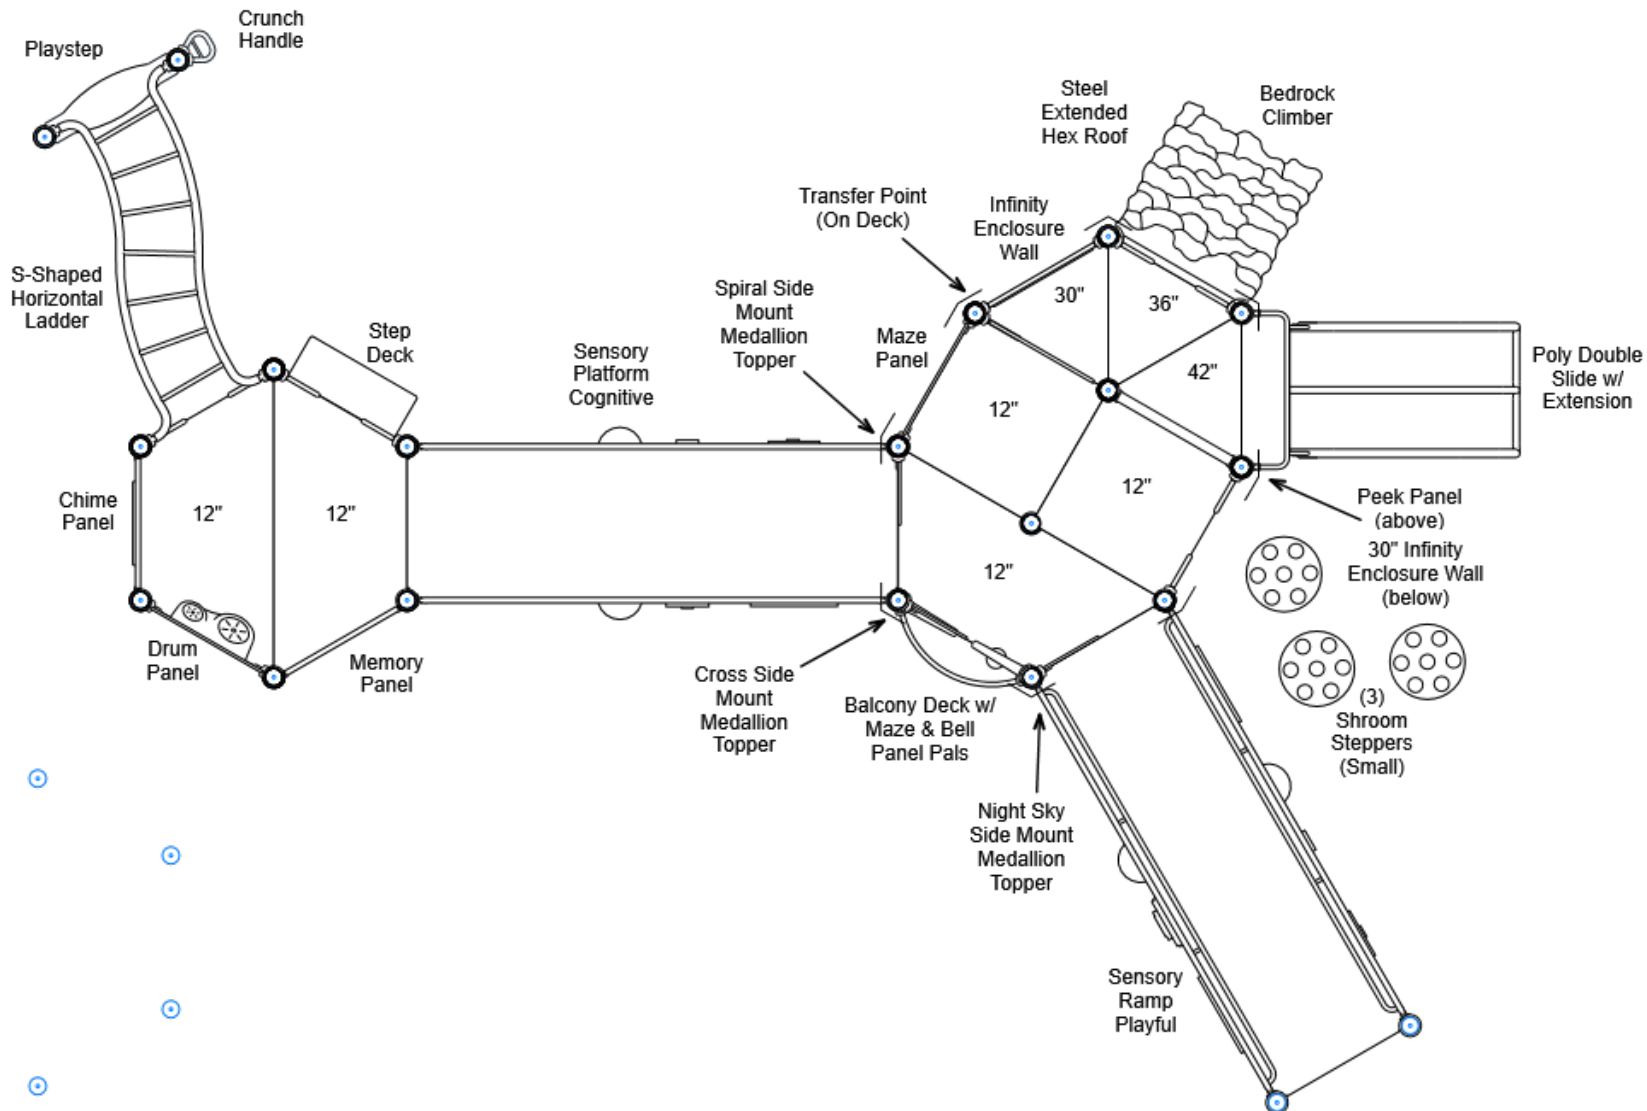 Crunch
Handle
Playstep
Steel
Extended
Hex Roof
Bedrock
Climber
Transfer Point
(On Deck)
Infinity
Enclosure
Wall
S-Shaped
Horizontal
Ladder
Step
Deck
Spiral Side
Mount
Medallion
Topper
Maze
Panel
30"
36"
42"
Sensory
Platform
Cognitive
Poly Double
Slide w/
Extension
12"
12"
Chime
Panel
12"
12"
12"
Peek Panel
(above)
30" Infinity
Enclosure Wall
(below)
Drum
Panel
Memory
Panel
Cross Side
Mount
Medallion
Topper
Balcony Deck w/
Maze & Bell
Panel Pals
(3)
Shroom
Steppers
(Small)
Night Sky
Side Mount
Medallion
Topper
Sensory
Ramp
Playful